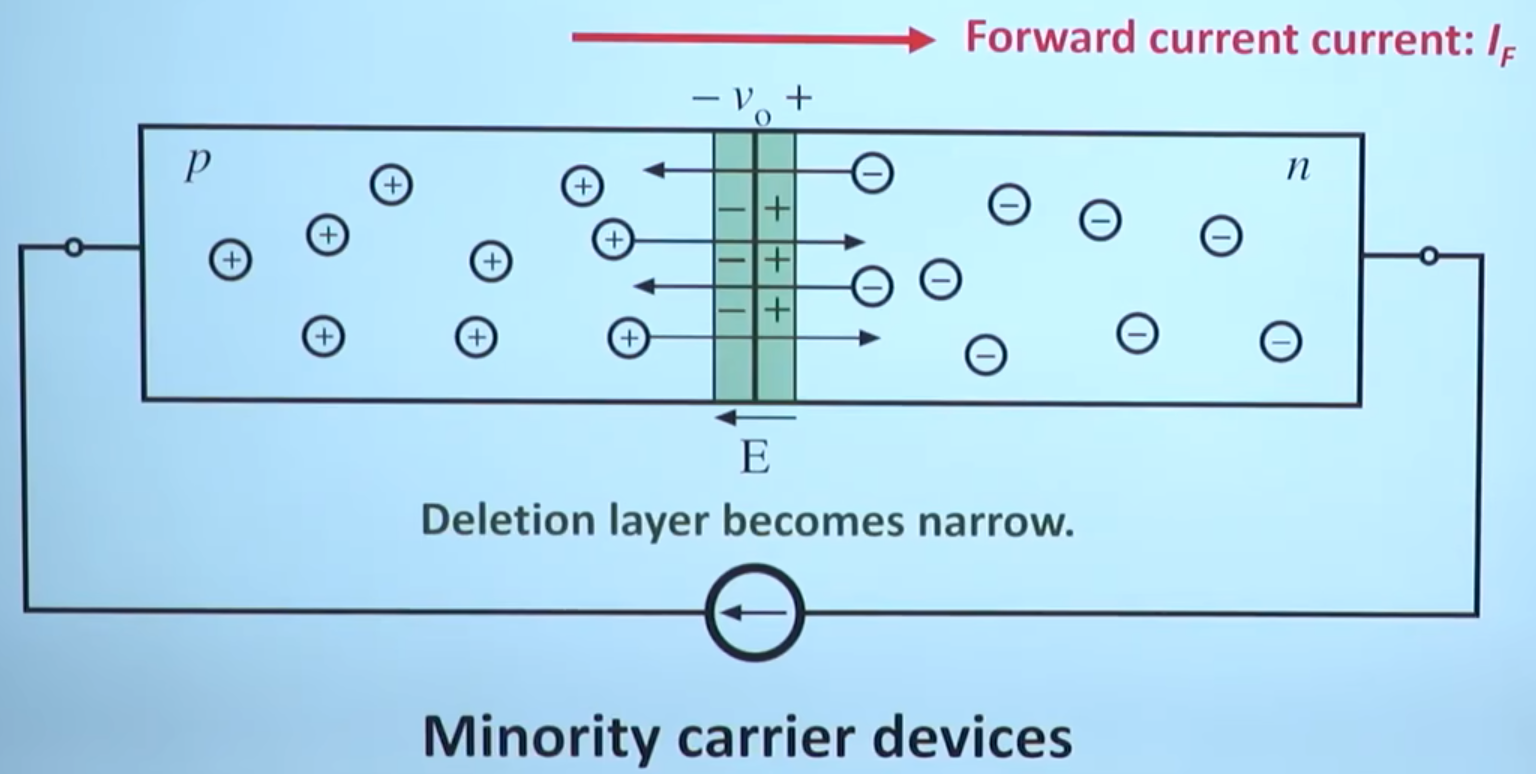 Forward current current: I_F
− v_o +
p
n
+ + + + + + + + +
− − − − − − − − −
− +
− +
− +
E
Deletion layer becomes narrow.
Minority carrier devices